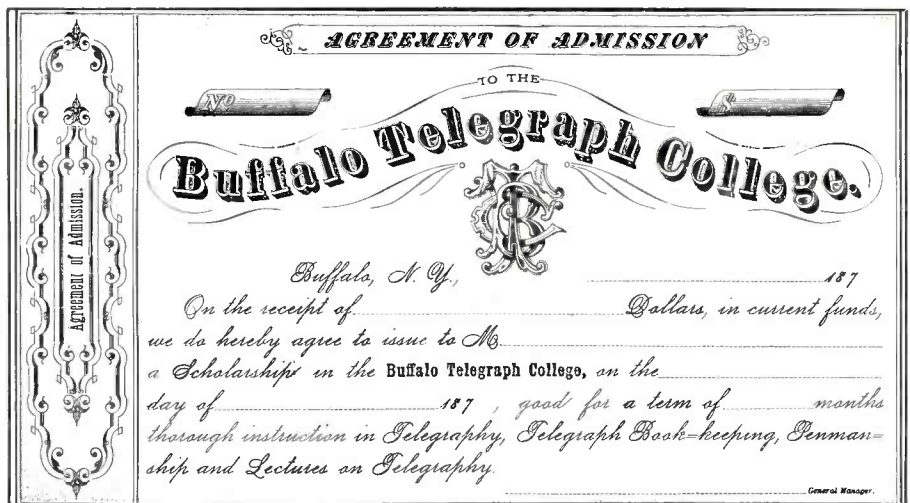 AGREEMENT OF ADMISSION
TO THE
No $
Buffalo Telegraph College.
BTC
Agreement of Admission.
Buffalo, N. Y., 187
On the receipt of Dollars, in current funds,
we do hereby agree to issue to M
a Scholarship in the Buffalo Telegraph College, on the
day of 187 , good for a term of months
thorough instruction in Telegraphy, Telegraph Book=keeping, Penman=
ship and Lectures on Telegraphy.
General Manager.